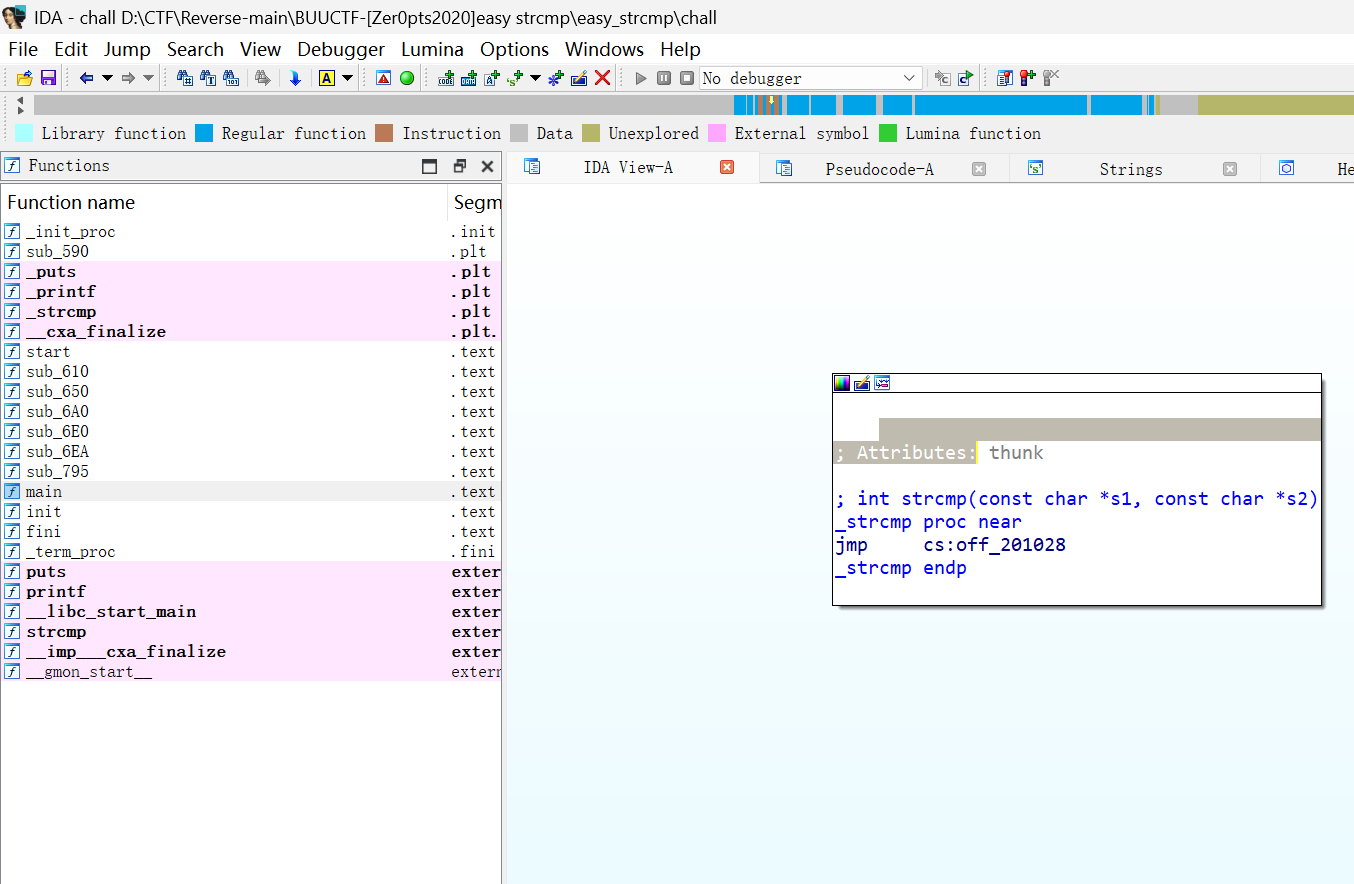 IDA - chall D:\CTF\Reverse-main\BUUCTF-[Zer0pts2020]easy strcmp\easy_strcmp\chall
File Edit Jump Search View Debugger Lumina Options Windows Help
No debugger
Library function Regular function Instruction Data Unexplored External symbol Lumina function
Functions
IDA View-A Pseudocode-A Strings He
Function name Segm
_init_proc .init
sub_590 .plt
_puts .plt
_printf .plt
_strcmp .plt
__cxa_finalize .plt.
start .text
sub_610 .text
sub_650 .text
sub_6A0 .text
sub_6E0 .text
sub_6EA .text
sub_795 .text
main .text
init .text
fini .text
_term_proc .fini
puts exter
printf exter
__libc_start_main exter
strcmp exter
__imp___cxa_finalize exter
__gmon_start__ extern
; Attributes: thunk
; int strcmp(const char *s1, const char *s2)
_strcmp proc near
jmp cs:off_201028
_strcmp endp